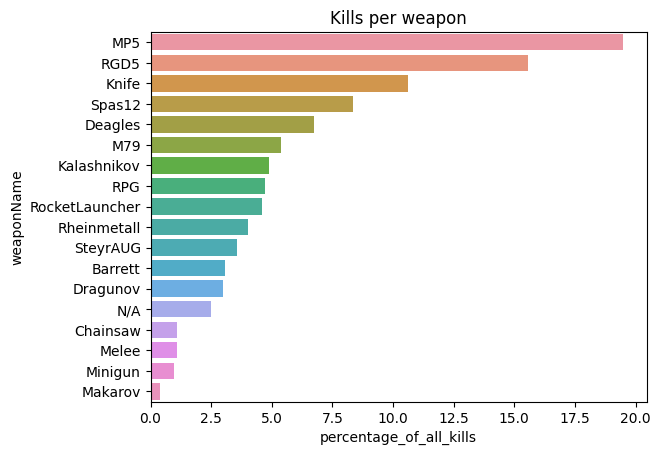 Kills per weapon
MP5
RGD5
Knife
Spas12
Deagles
M79
Kalashnikov
RPG
RocketLauncher
Rheinmetall
SteyrAUG
Barrett
Dragunov
N/A
Chainsaw
Melee
Minigun
Makarov
weaponName
0.0 2.5 5.0 7.5 10.0 12.5 15.0 17.5 20.0
percentage_of_all_kills